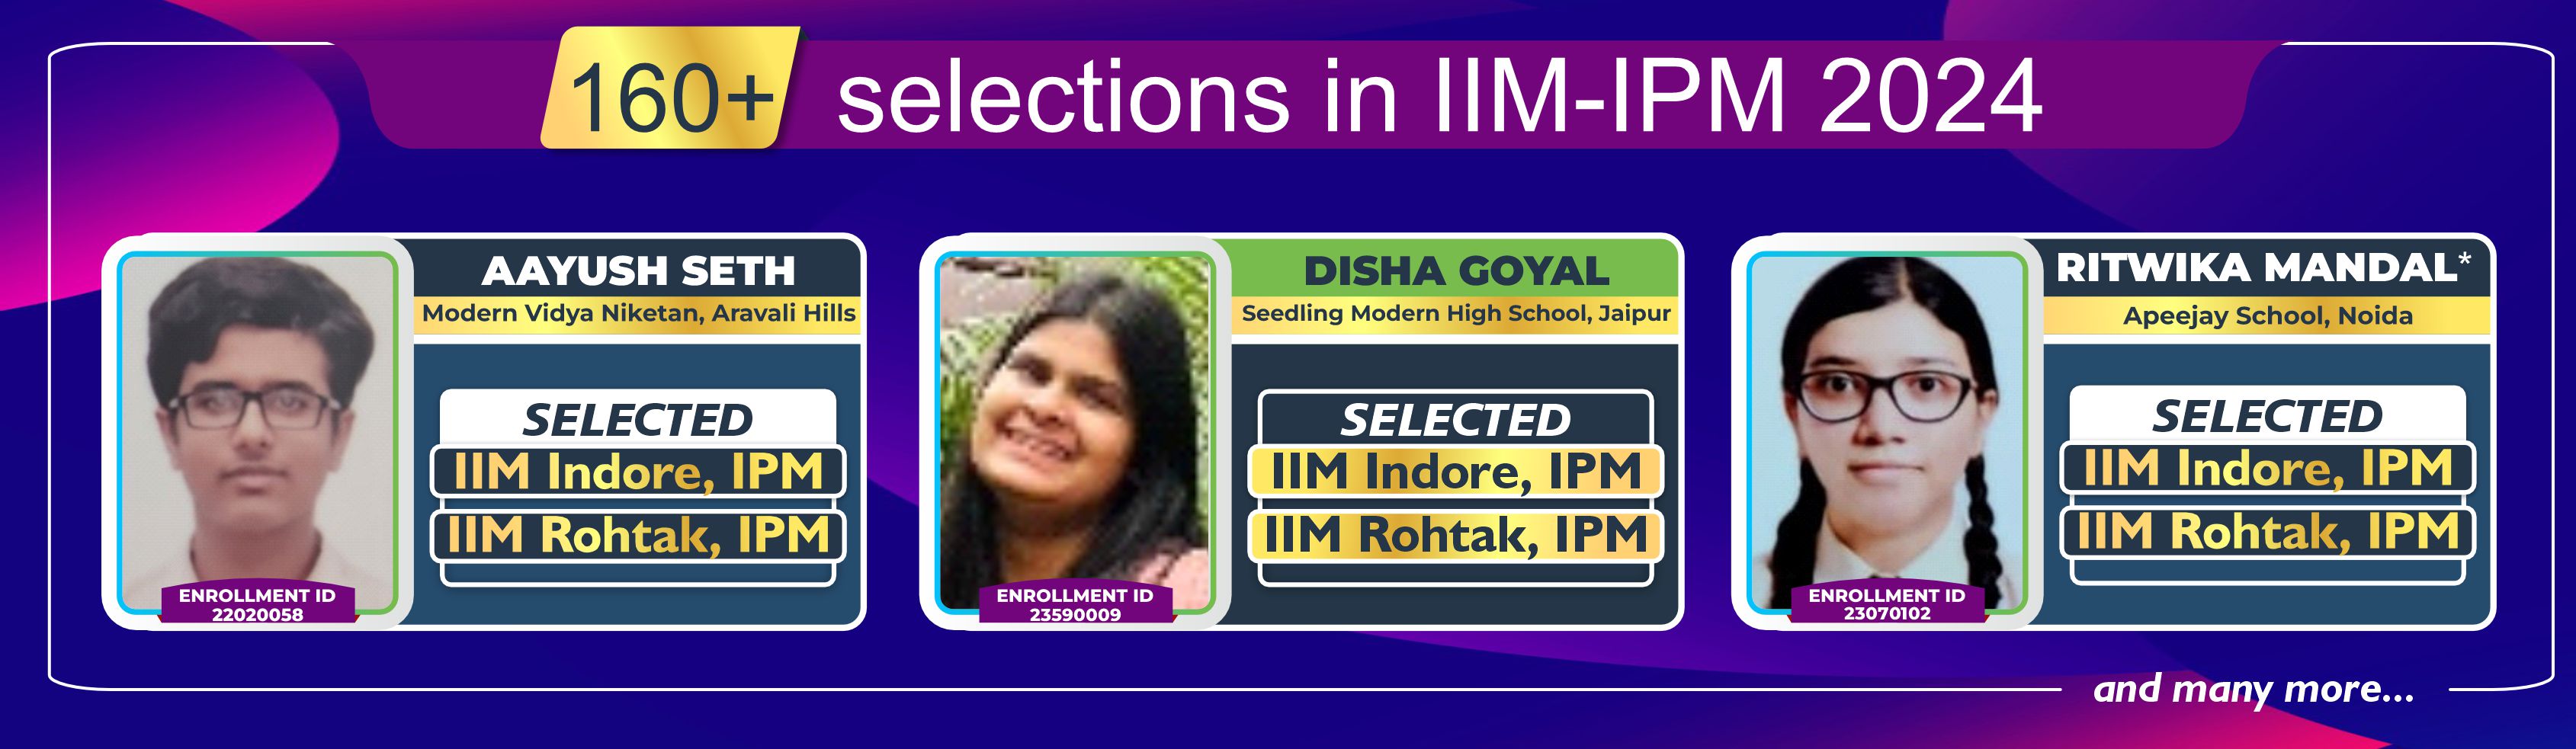 160+ selections in IIM-IPM 2024
AAYUSH SETH
Modern Vidya Niketan, Aravali Hills
SELECTED
IIM Indore, IPM
IIM Rohtak, IPM
ENROLLMENT ID
22020058
DISHA GOYAL
Seedling Modern High School, Jaipur
SELECTED
IIM Indore, IPM
IIM Rohtak, IPM
ENROLLMENT ID
23590009
RITWIKA MANDAL*
Apeejay School, Noida
SELECTED
IIM Indore, IPM
IIM Rohtak, IPM
ENROLLMENT ID
23070102
and many more...